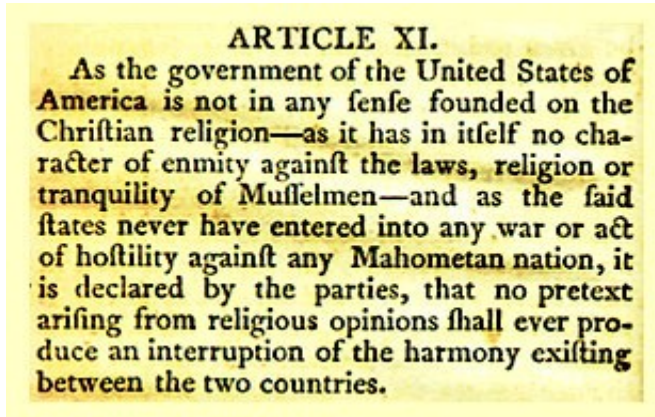 ARTICLE XI.
As the government of the United States of
America is not in any ſenſe founded on the
Chriſtian religion—as it has in itſelf no cha-
racter of enmity againſt the laws, religion or
tranquility of Muſſelmen—and as the ſaid
ſtates never have entered into any war or act
of hoſtility againſt any Mahometan nation, it
is declared by the parties, that no pretext
ariſing from religious opinions ſhall ever pro-
duce an interruption of the harmony exiſting
between the two countries.